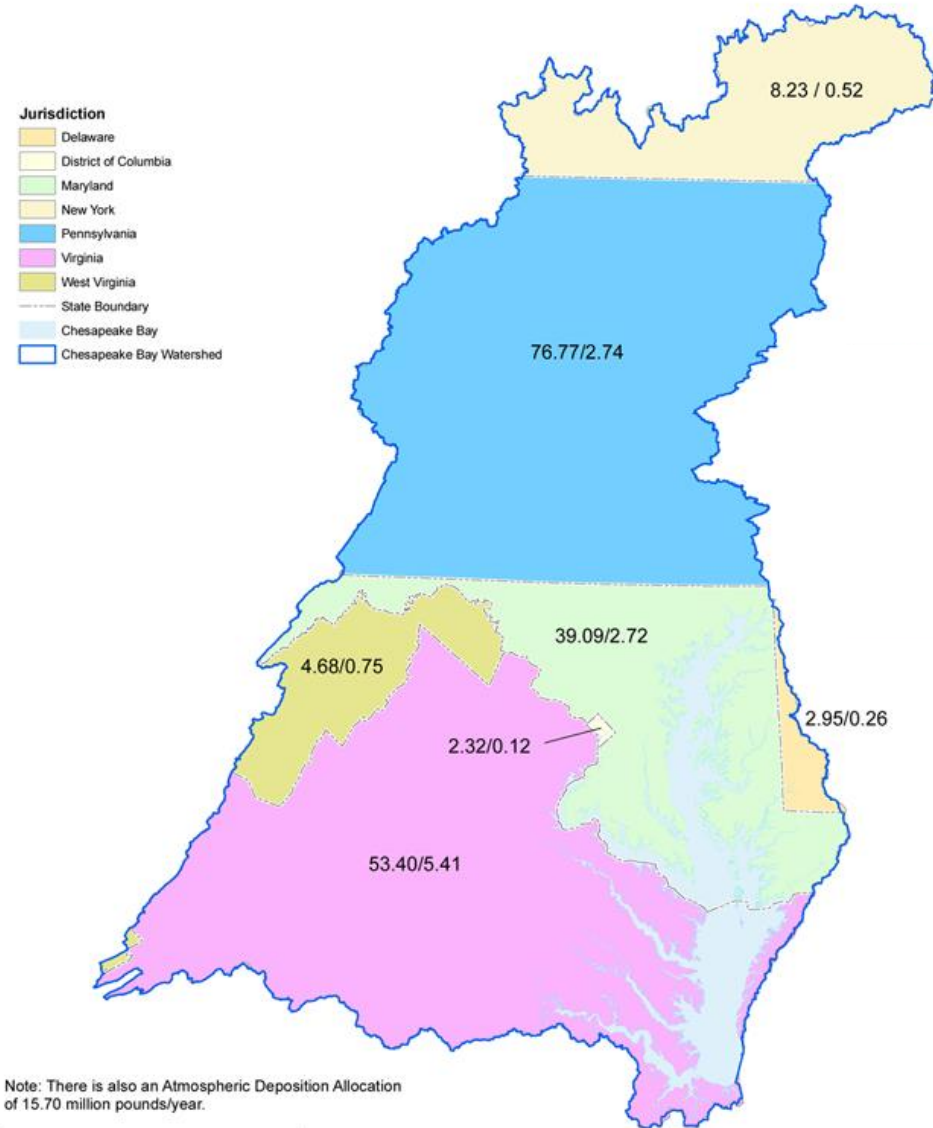 8.23 / 0.52
Jurisdiction
Delaware
District of Columbia
Maryland
New York
Pennsylvania
Virginia
West Virginia
State Boundary
Chesapeake Bay
Chesapeake Bay Watershed
76.77/2.74
39.09/2.72
4.68/0.75
2.95/0.26
2.32/0.12
53.40/5.41
Note: There is also an Atmospheric Deposition Allocation
of 15.70 million pounds/year.